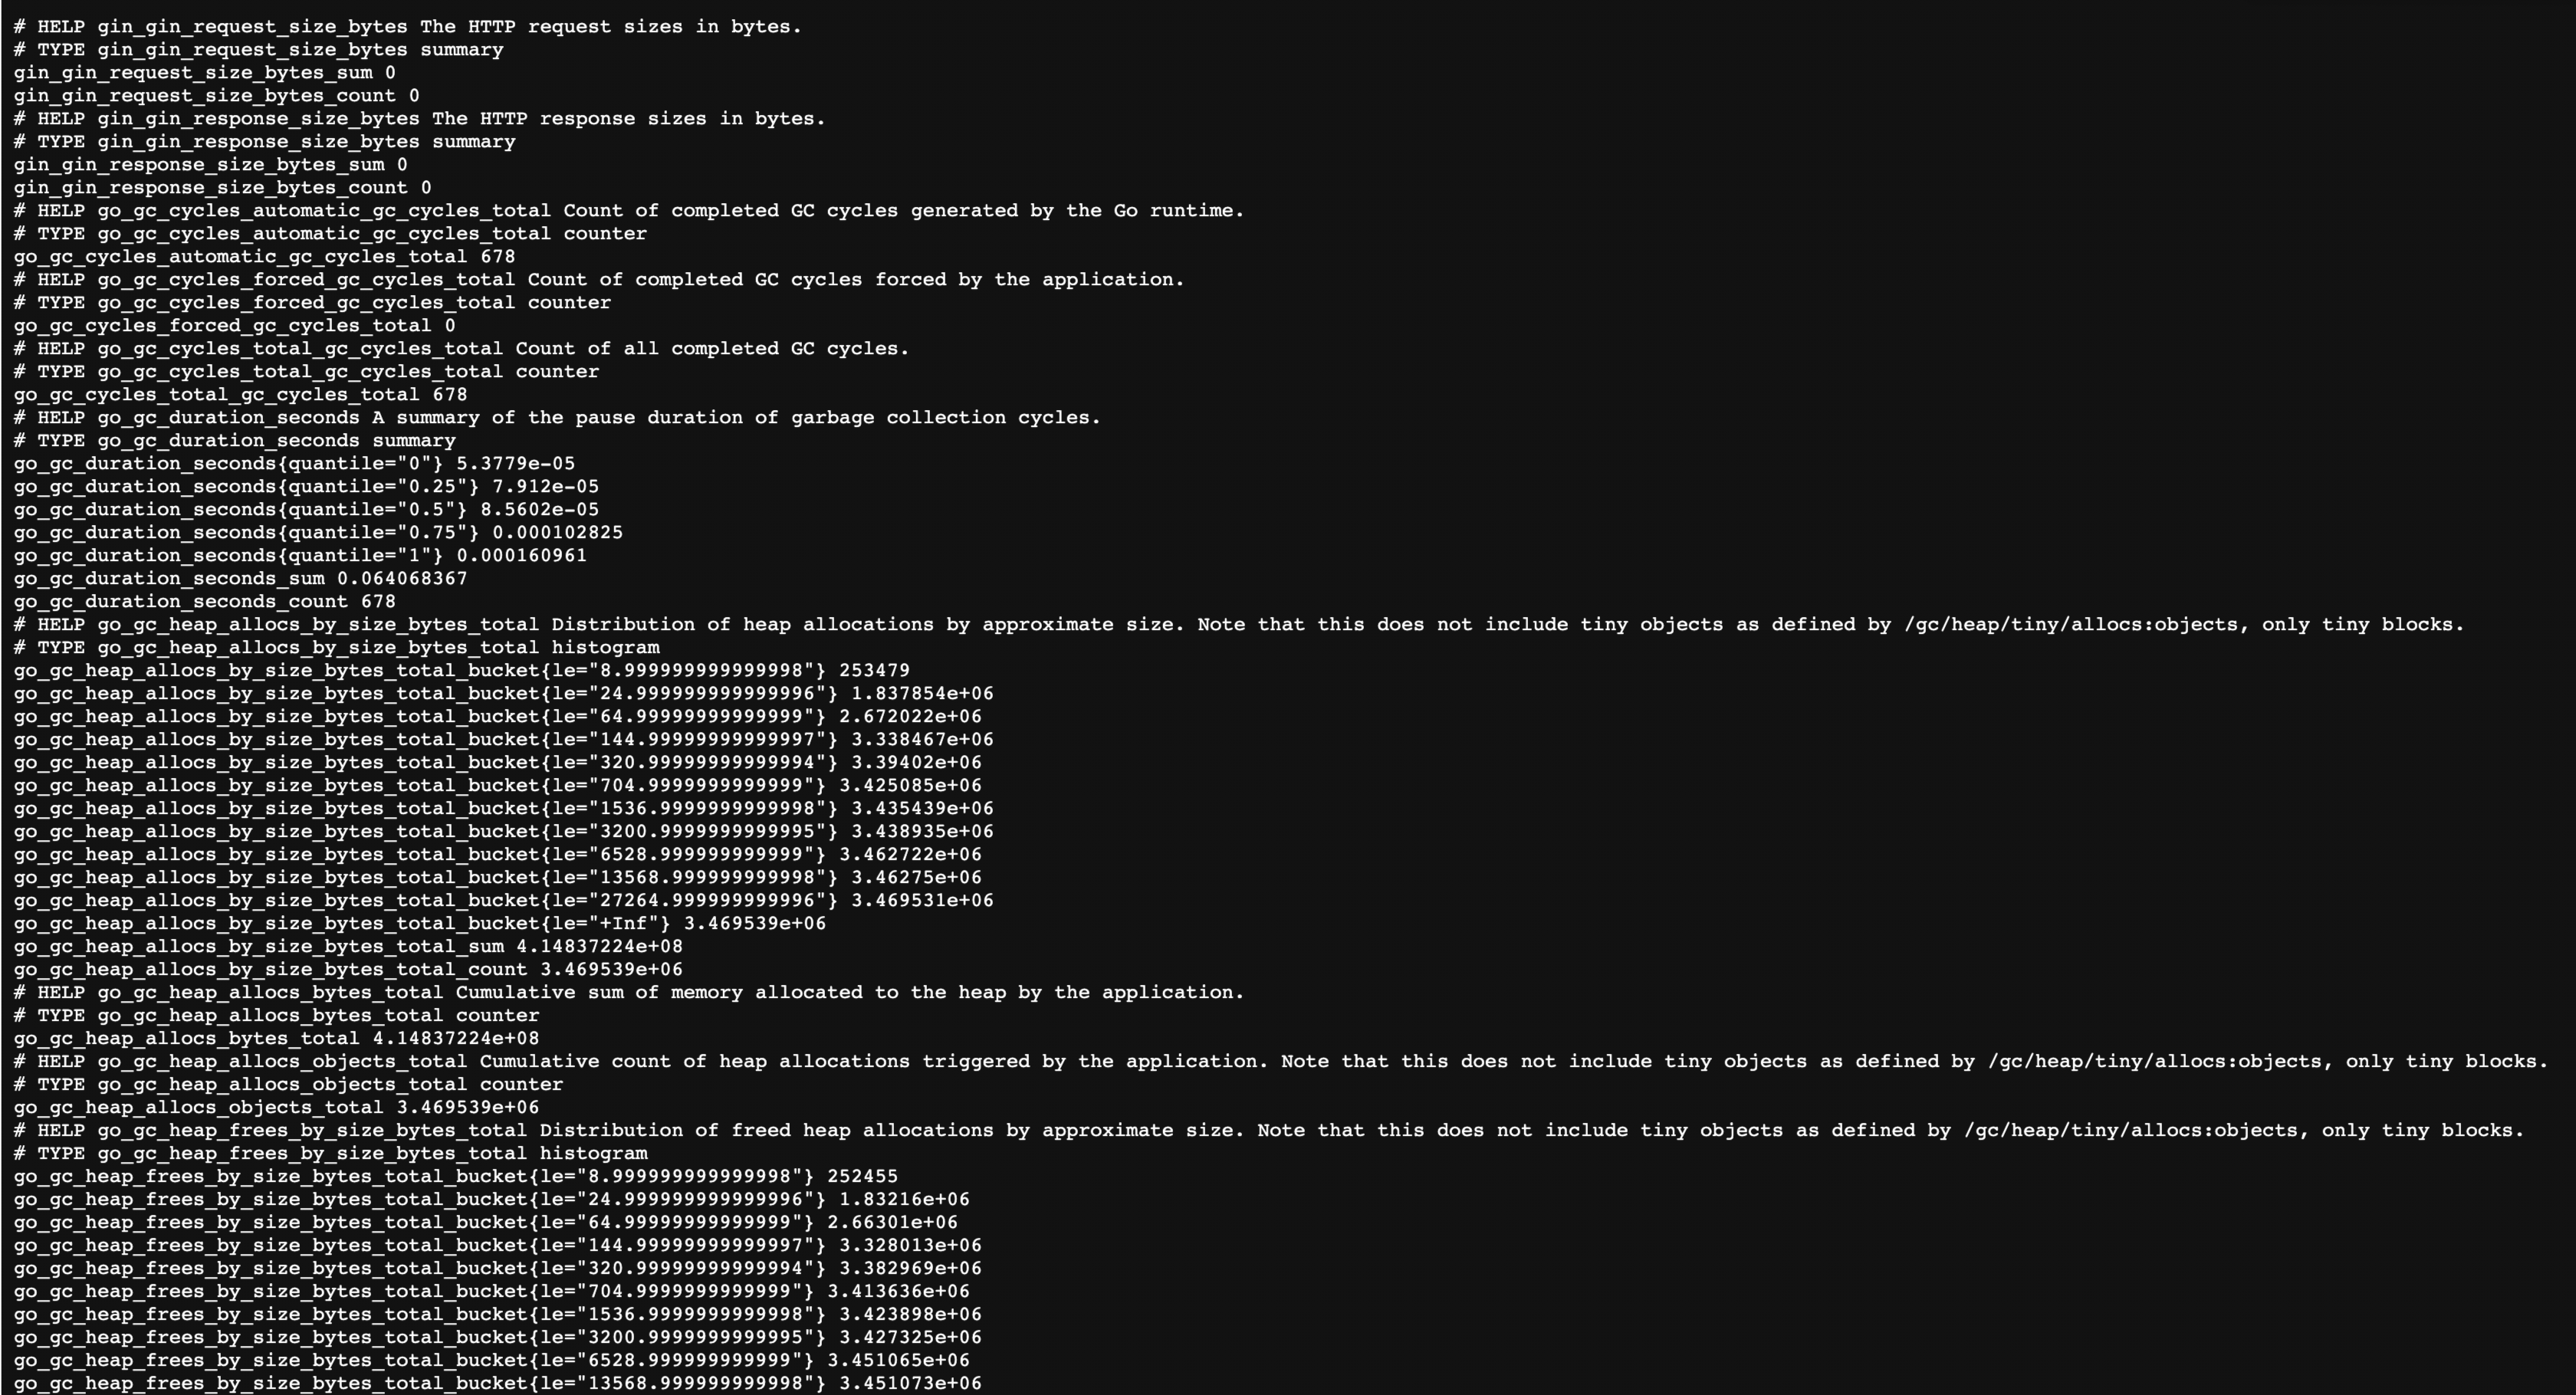 # HELP gin_gin_request_size_bytes The HTTP request sizes in bytes.
# TYPE gin_gin_request_size_bytes summary
gin_gin_request_size_bytes_sum 0
gin_gin_request_size_bytes_count 0
# HELP gin_gin_response_size_bytes The HTTP response sizes in bytes.
# TYPE gin_gin_response_size_bytes summary
gin_gin_response_size_bytes_sum 0
gin_gin_response_size_bytes_count 0
# HELP go_gc_cycles_automatic_gc_cycles_total Count of completed GC cycles generated by the Go runtime.
# TYPE go_gc_cycles_automatic_gc_cycles_total counter
go_gc_cycles_automatic_gc_cycles_total 678
# HELP go_gc_cycles_forced_gc_cycles_total Count of completed GC cycles forced by the application.
# TYPE go_gc_cycles_forced_gc_cycles_total counter
go_gc_cycles_forced_gc_cycles_total 0
# HELP go_gc_cycles_total_gc_cycles_total Count of all completed GC cycles.
# TYPE go_gc_cycles_total_gc_cycles_total counter
go_gc_cycles_total_gc_cycles_total 678
# HELP go_gc_duration_seconds A summary of the pause duration of garbage collection cycles.
# TYPE go_gc_duration_seconds summary
go_gc_duration_seconds{quantile="0"} 5.3779e-05
go_gc_duration_seconds{quantile="0.25"} 7.912e-05
go_gc_duration_seconds{quantile="0.5"} 8.5602e-05
go_gc_duration_seconds{quantile="0.75"} 0.000102825
go_gc_duration_seconds{quantile="1"} 0.000160961
go_gc_duration_seconds_sum 0.064068367
go_gc_duration_seconds_count 678
# HELP go_gc_heap_allocs_by_size_bytes_total Distribution of heap allocations by approximate size. Note that this does not include tiny objects as defined by /gc/heap/tiny/allocs:objects, only tiny blocks.
# TYPE go_gc_heap_allocs_by_size_bytes_total histogram
go_gc_heap_allocs_by_size_bytes_total_bucket{le="8.999999999999998"} 253479
go_gc_heap_allocs_by_size_bytes_total_bucket{le="24.999999999999996"} 1.837854e+06
go_gc_heap_allocs_by_size_bytes_total_bucket{le="64.99999999999999"} 2.672022e+06
go_gc_heap_allocs_by_size_bytes_total_bucket{le="144.99999999999997"} 3.338467e+06
go_gc_heap_allocs_by_size_bytes_total_bucket{le="320.99999999999994"} 3.39402e+06
go_gc_heap_allocs_by_size_bytes_total_bucket{le="704.9999999999999"} 3.425085e+06
go_gc_heap_allocs_by_size_bytes_total_bucket{le="1536.9999999999998"} 3.435439e+06
go_gc_heap_allocs_by_size_bytes_total_bucket{le="3200.9999999999995"} 3.438935e+06
go_gc_heap_allocs_by_size_bytes_total_bucket{le="6528.999999999999"} 3.462722e+06
go_gc_heap_allocs_by_size_bytes_total_bucket{le="13568.999999999998"} 3.46275e+06
go_gc_heap_allocs_by_size_bytes_total_bucket{le="27264.999999999996"} 3.469531e+06
go_gc_heap_allocs_by_size_bytes_total_bucket{le="+Inf"} 3.469539e+06
go_gc_heap_allocs_by_size_bytes_total_sum 4.14837224e+08
go_gc_heap_allocs_by_size_bytes_total_count 3.469539e+06
# HELP go_gc_heap_allocs_bytes_total Cumulative sum of memory allocated to the heap by the application.
# TYPE go_gc_heap_allocs_bytes_total counter
go_gc_heap_allocs_bytes_total 4.14837224e+08
# HELP go_gc_heap_allocs_objects_total Cumulative count of heap allocations triggered by the application. Note that this does not include tiny objects as defined by /gc/heap/tiny/allocs:objects, only tiny blocks.
# TYPE go_gc_heap_allocs_objects_total counter
go_gc_heap_allocs_objects_total 3.469539e+06
# HELP go_gc_heap_frees_by_size_bytes_total Distribution of freed heap allocations by approximate size. Note that this does not include tiny objects as defined by /gc/heap/tiny/allocs:objects, only tiny blocks.
# TYPE go_gc_heap_frees_by_size_bytes_total histogram
go_gc_heap_frees_by_size_bytes_total_bucket{le="8.999999999999998"} 252455
go_gc_heap_frees_by_size_bytes_total_bucket{le="24.999999999999996"} 1.83216e+06
go_gc_heap_frees_by_size_bytes_total_bucket{le="64.99999999999999"} 2.66301e+06
go_gc_heap_frees_by_size_bytes_total_bucket{le="144.99999999999997"} 3.328013e+06
go_gc_heap_frees_by_size_bytes_total_bucket{le="320.99999999999994"} 3.382969e+06
go_gc_heap_frees_by_size_bytes_total_bucket{le="704.9999999999999"} 3.413636e+06
go_gc_heap_frees_by_size_bytes_total_bucket{le="1536.9999999999998"} 3.423898e+06
go_gc_heap_frees_by_size_bytes_total_bucket{le="3200.9999999999995"} 3.427325e+06
go_gc_heap_frees_by_size_bytes_total_bucket{le="6528.999999999999"} 3.451065e+06
go_gc_heap_frees_by_size_bytes_total_bucket{le="13568.999999999998"} 3.451073e+06